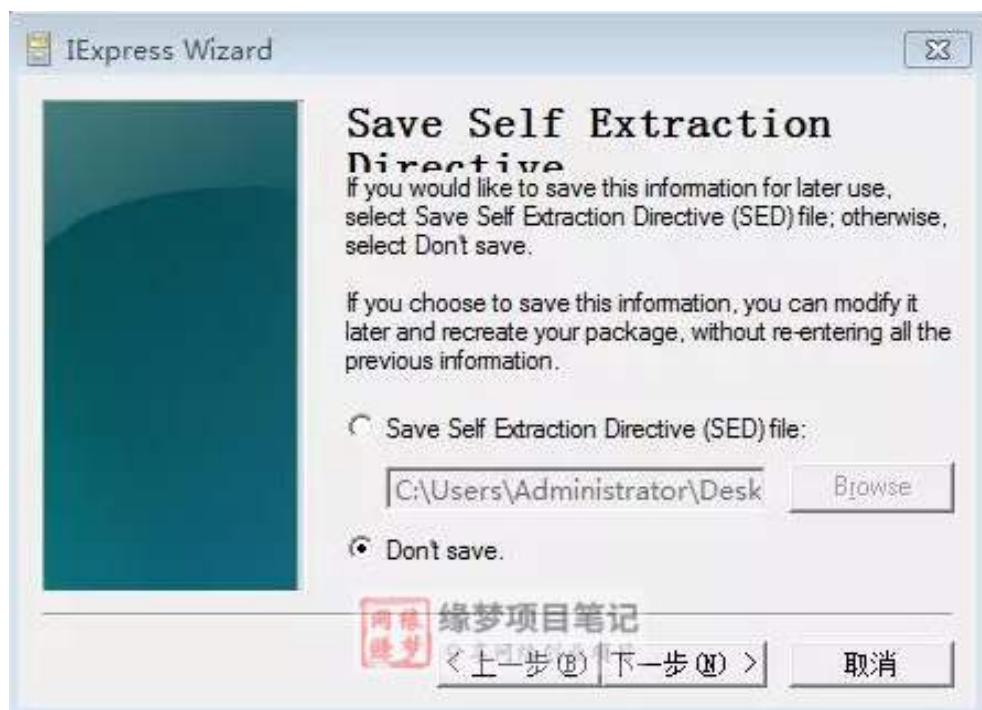 IExpress Wizard
Save Self Extraction
Directive
If you would like to save this information for later use,
select Save Self Extraction Directive (SED) file; otherwise,
select Don't save.
If you choose to save this information, you can modify it
later and recreate your package, without re-entering all the
previous information.
Save Self Extraction Directive (SED) file:
C:\Users\Administrator\Desk
Browse
Don't save.
缘梦项目笔记
< 上一步(B) 下一步(N) > 取消